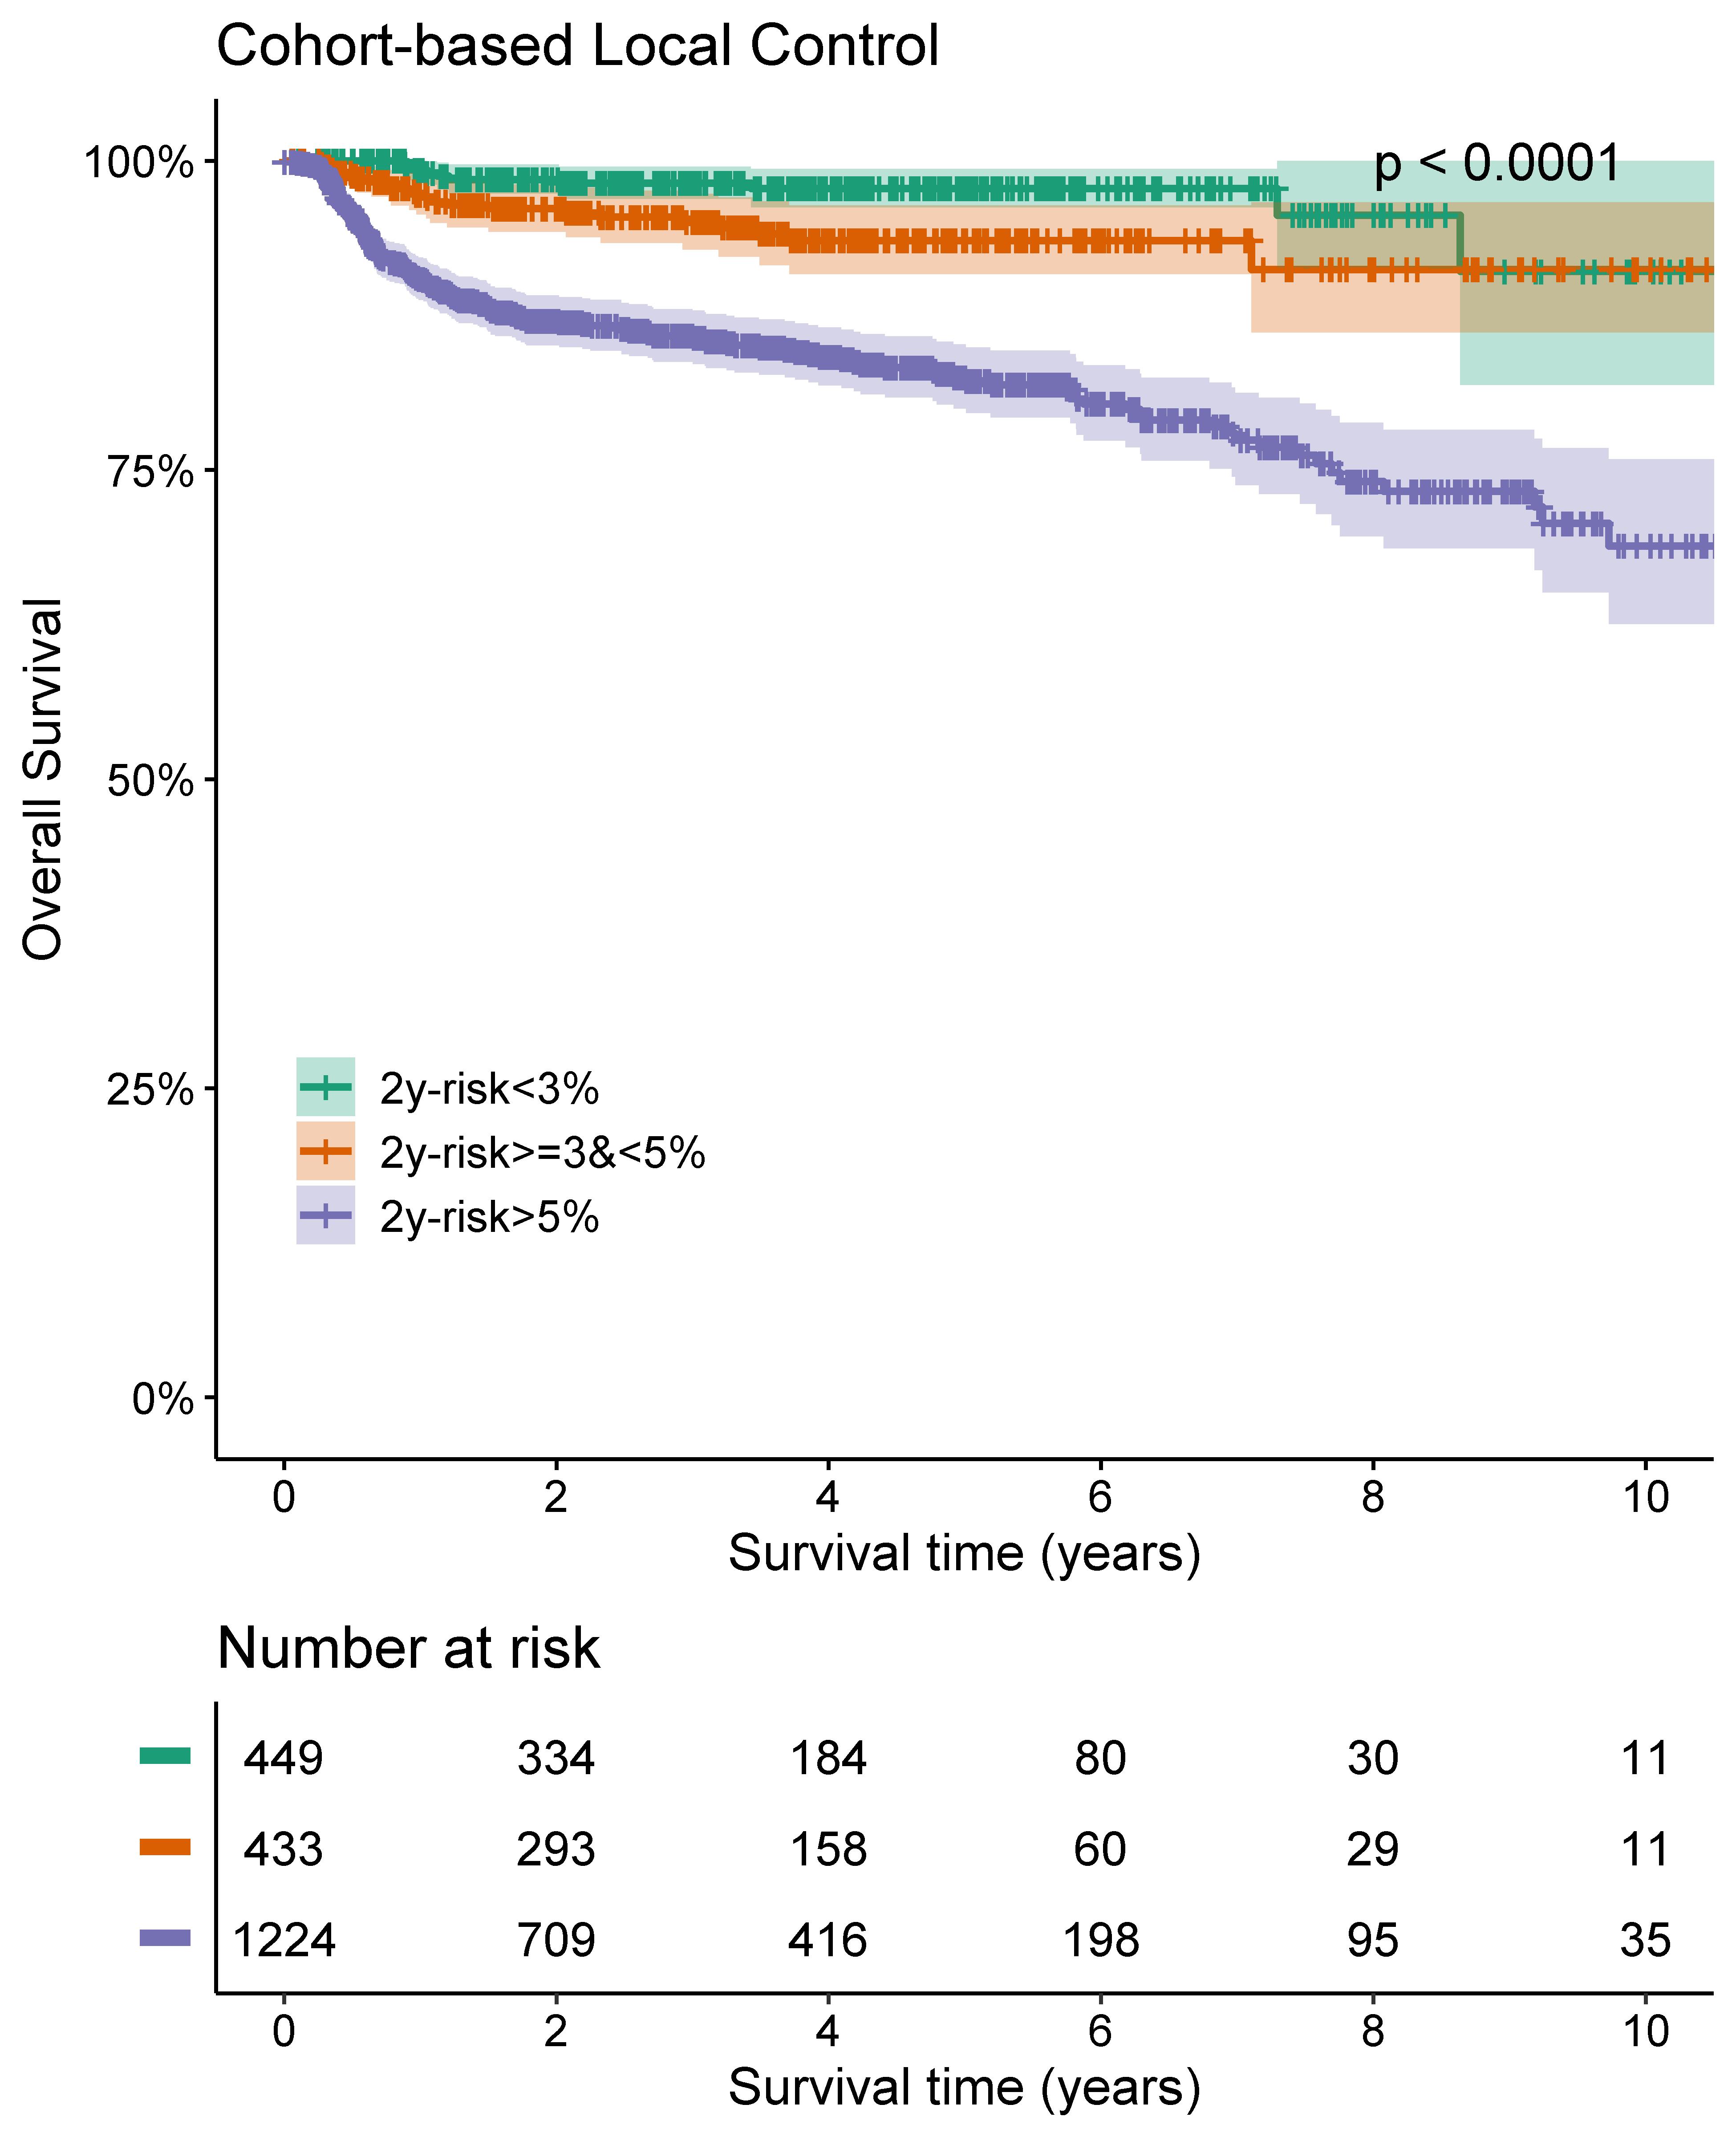 Cohort-based Local Control
p < 0.0001
100%
75%
50%
25%
0%
Overall Survival
2y-risk<3%
2y-risk>=3&<5%
2y-risk>5%
0 2 4 6 8 10
Survival time (years)
Number at risk
449 334 184 80 30 11
433 293 158 60 29 11
1224 709 416 198 95 35
0 2 4 6 8 10
Survival time (years)